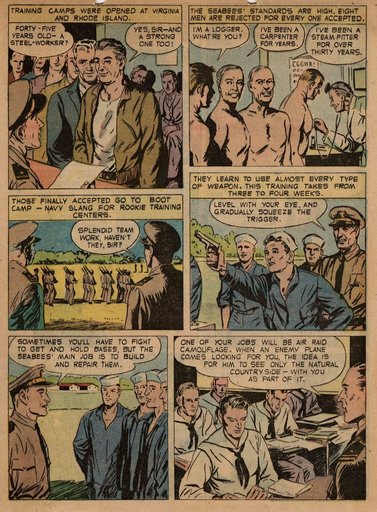 TRAINING CAMPS WERE OPENED AT VIRGINIA
AND RHODE ISLAND.
FORTY-FIVE
YEARS OLD--A
STEEL-WORKER?
YES, SIR--AND
A STRONG
ONE TOO!
THE SEABEES' STANDARDS ARE HIGH. EIGHT
MEN ARE REJECTED FOR EVERY ONE ACCEPTED.
I'M A LOGGER.
WHAT'RE YOU?
I'VE BEEN A
CARPENTER
FOR YEARS.
I'VE BEEN A
STEAM FITTER
FOR OVER
THIRTY YEARS.
THOSE FINALLY ACCEPTED GO TO BOOT
CAMP -- NAVY SLANG FOR ROOKIE TRAINING
CENTERS.
SPLENDID TEAM
WORK, HAVEN'T
THEY, SIR?
THEY LEARN TO USE ALMOST EVERY TYPE
OF WEAPON. THIS TRAINING TAKES FROM
THREE TO FOUR WEEKS.
LEVEL WITH YOUR EYE, AND
GRADUALLY SQUEEZE THE
TRIGGER.
SOMETIMES YOU'LL HAVE TO FIGHT
TO GET AND HOLD BASES, BUT THE
SEABEES' MAIN JOB IS TO BUILD
AND REPAIR THEM.
ONE OF YOUR JOBS WILL BE AIR RAID
CAMOUFLAGE. WHEN AN ENEMY PLANE
COMES LOOKING FOR YOU, THE IDEA IS
FOR HIM TO SEE ONLY THE NATURAL
COUNTRYSIDE -- WITH YOU
AS PART OF IT.